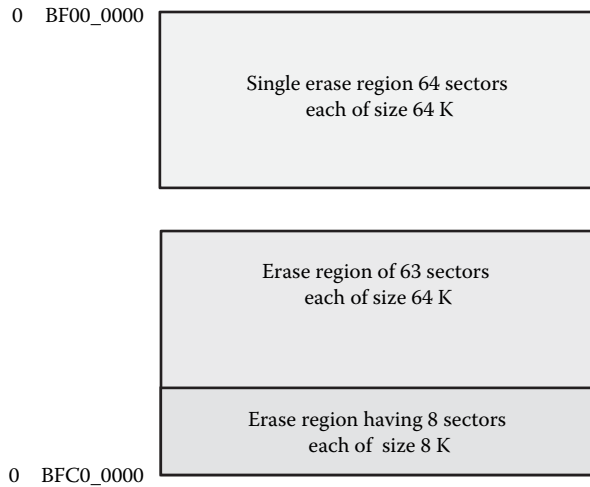 0 BF00_0000
Single erase region 64 sectors
each of size 64 K
Erase region of 63 sectors
each of size 64 K
Erase region having 8 sectors
each of size 8 K
0 BFC0_0000